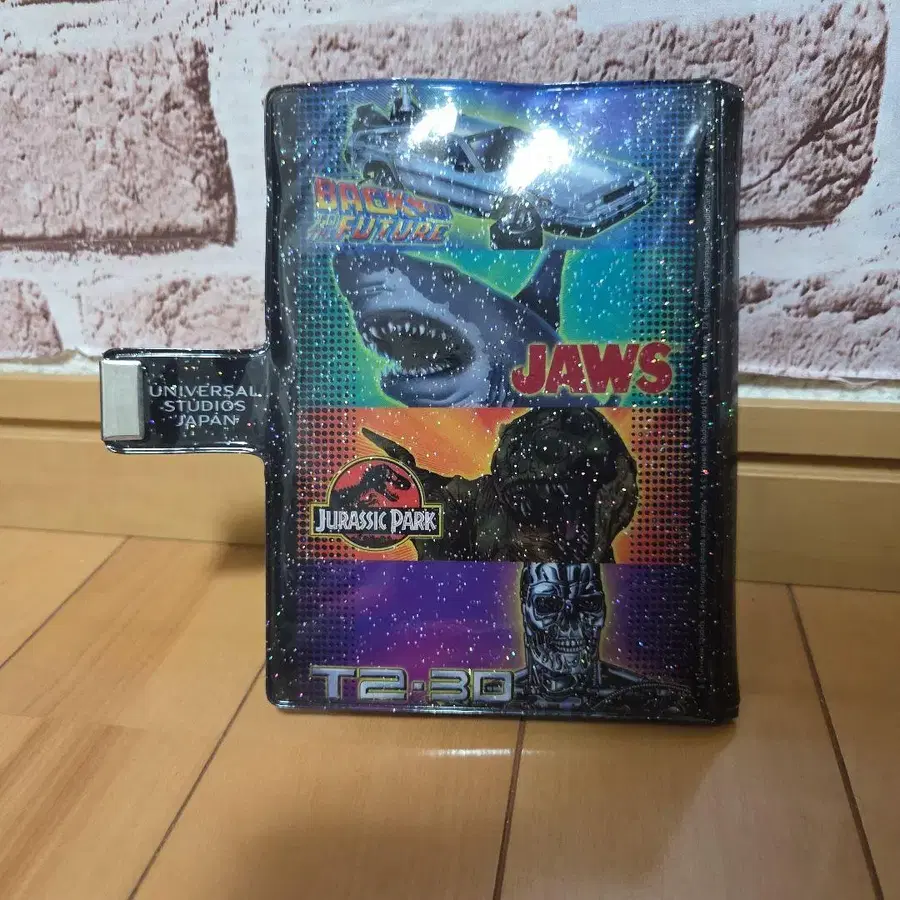 BACK TO
THE FUTURE
JAWS
UNIVERSAL
STUDIOS
JAPAN
JURASSIC PARK
T2·3D